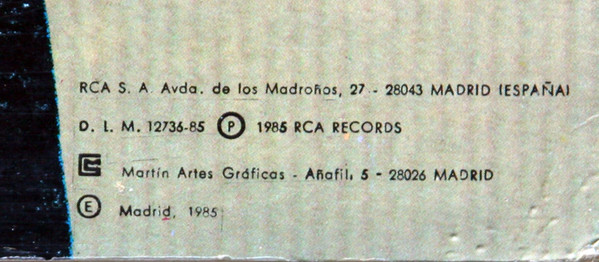 RCA S. A. Avda. de los Madroños, 27 - 28043 MADRID (ESPAÑA)
D. L. M. 12736-85 Ⓟ 1985 RCA RECORDS
Martín Artes Gráficas - Añafil, 5 - 28026 MADRID
Ⓔ Madrid, 1985